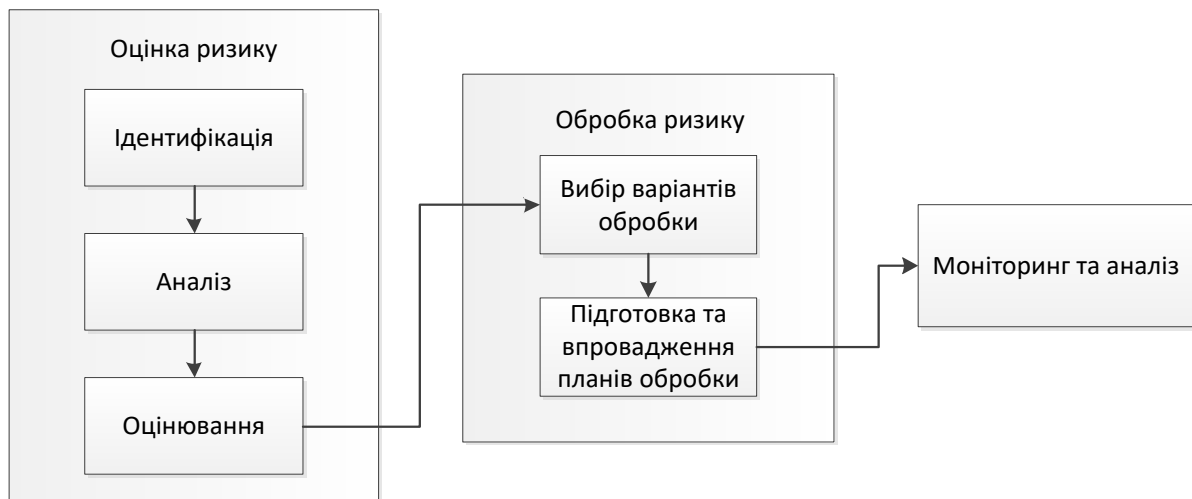 Оцінка ризику
Ідентифікація
Аналіз
Оцінювання
Обробка ризику
Вибір варіантів
обробки
Підготовка та
впровадження
планів обробки
Моніторинг та аналіз